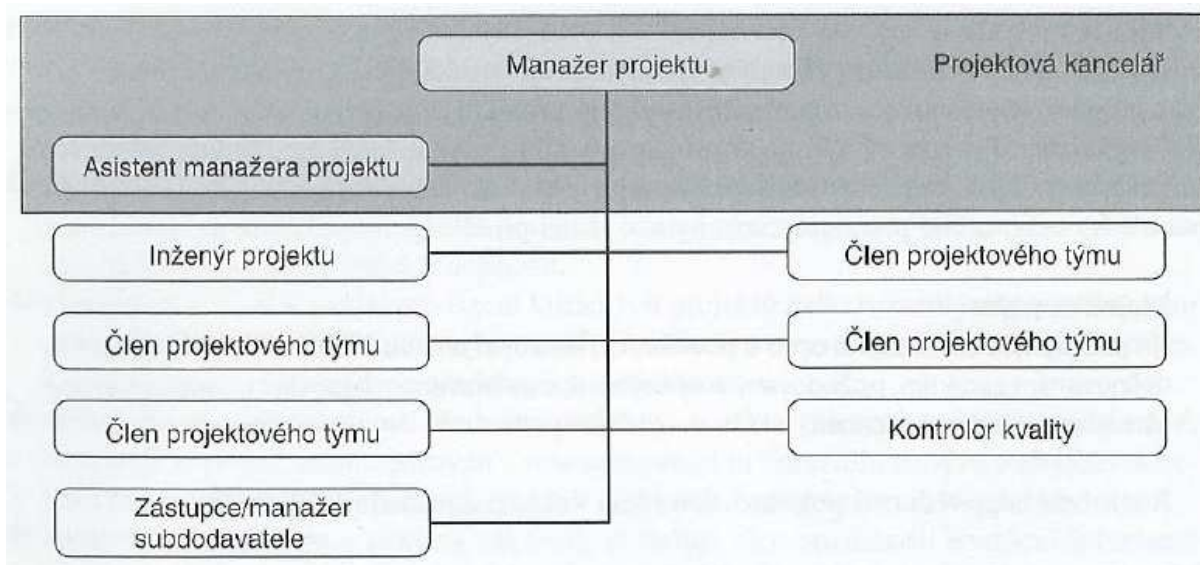 Manažer projektu
Projektová kancelář
Asistent manažera projektu
Inženýr projektu
Člen projektového týmu
Člen projektového týmu
Člen projektového týmu
Člen projektového týmu
Kontrolor kvality
Zástupce/manažer
subdodavatele